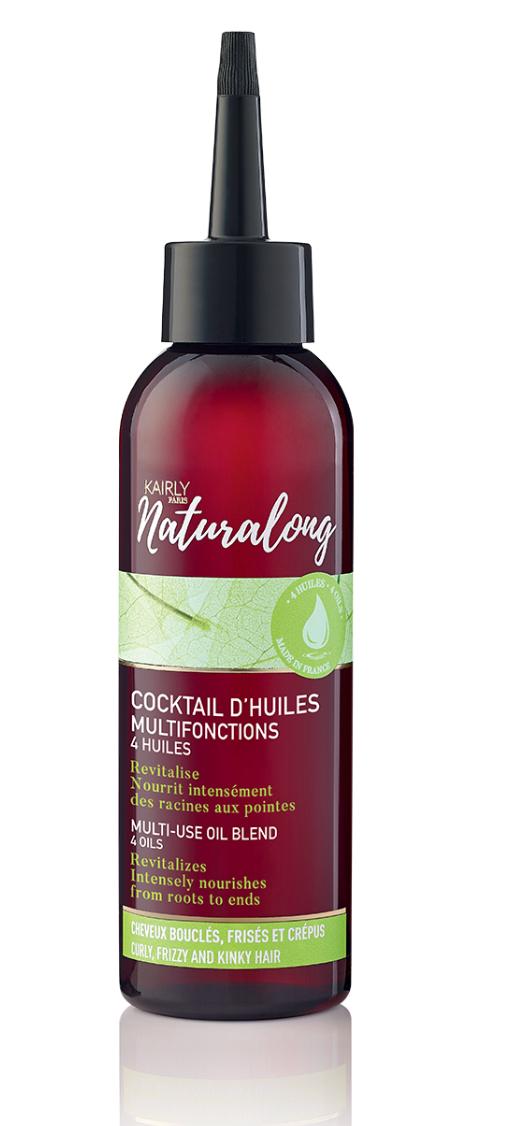 KAIRLY
PARIS
Naturalong
4 HUILES • 4 OILS
MADE IN FRANCE
COCKTAIL D'HUILES
MULTIFONCTIONS
4 HUILES
Revitalise
Nourrit intensément
des racines aux pointes
MULTI-USE OIL BLEND
4 OILS
Revitalizes
Intensely nourishes
from roots to ends
CHEVEUX BOUCLÉS, FRISÉS ET CRÉPUS
CURLY, FRIZZY AND KINKY HAIR